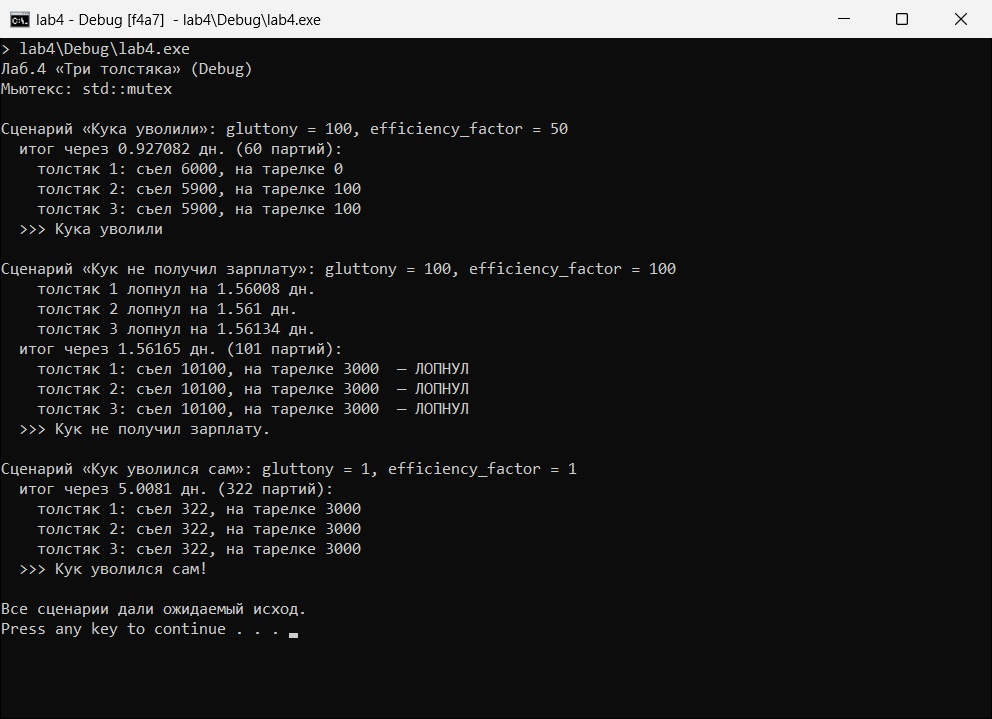 lab4 - Debug [f4a7]  - lab4\Debug\lab4.exe
> lab4\Debug\lab4.exe
Лаб.4 «Три толстяка» (Debug)
Мьютекс: std::mutex
Сценарий «Кука уволили»: gluttony = 100, efficiency_factor = 50
  итог через 0.927082 дн. (60 партий):
    толстяк 1: съел 6000, на тарелке 0
    толстяк 2: съел 5900, на тарелке 100
    толстяк 3: съел 5900, на тарелке 100
  >>> Кука уволили
Сценарий «Кук не получил зарплату»: gluttony = 100, efficiency_factor = 100
    толстяк 1 лопнул на 1.56008 дн.
    толстяк 2 лопнул на 1.561 дн.
    толстяк 3 лопнул на 1.56134 дн.
  итог через 1.56165 дн. (101 партий):
    толстяк 1: съел 10100, на тарелке 3000  — ЛОПНУЛ
    толстяк 2: съел 10100, на тарелке 3000  — ЛОПНУЛ
    толстяк 3: съел 10100, на тарелке 3000  — ЛОПНУЛ
  >>> Кук не получил зарплату.
Сценарий «Кук уволился сам»: gluttony = 1, efficiency_factor = 1
  итог через 5.0081 дн. (322 партий):
    толстяк 1: съел 322, на тарелке 3000
    толстяк 2: съел 322, на тарелке 3000
    толстяк 3: съел 322, на тарелке 3000
  >>> Кук уволился сам!
Все сценарии дали ожидаемый исход.
Press any key to continue . . .